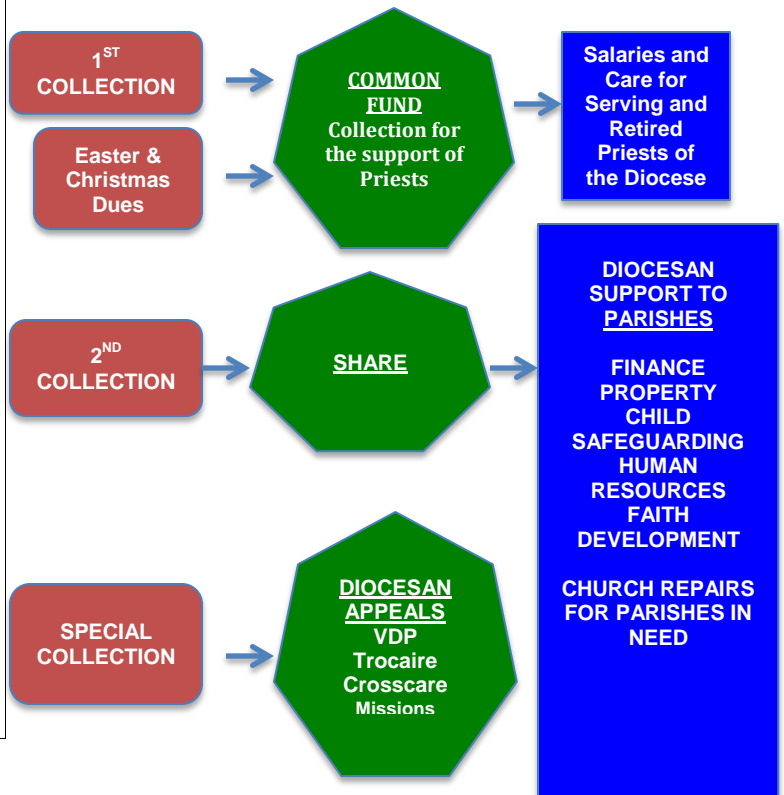 1ST
COLLECTION
Easter &
Christmas
Dues
COMMON
FUND
Collection for
the support of
Priests
Salaries and
Care for
Serving and
Retired
Priests of
the Diocese
2ND
COLLECTION
SHARE
DIOCESAN
SUPPORT TO
PARISHES
FINANCE
PROPERTY
CHILD
SAFEGUARDING
HUMAN
RESOURCES
FAITH
DEVELOPMENT
CHURCH REPAIRS
FOR PARISHES IN
NEED
SPECIAL
COLLECTION
DIOCESAN
APPEALS
VDP
Trocaire
Crosscare
Missions